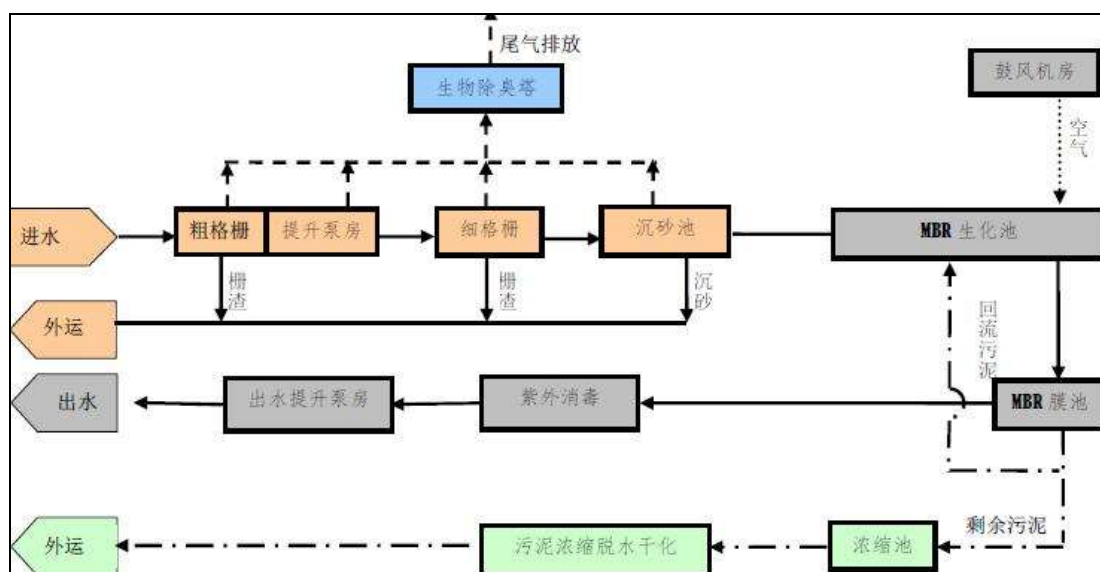 尾气排放
生物除臭塔
鼓风机房
空气
进水
粗格栅
提升泵房
细格栅
沉砂池
MBR 生化池
栅渣
栅渣
沉砂
外运
回流污泥
出水
出水提升泵房
紫外消毒
MBR 膜池
剩余污泥
外运
污泥浓缩脱水干化
浓缩池